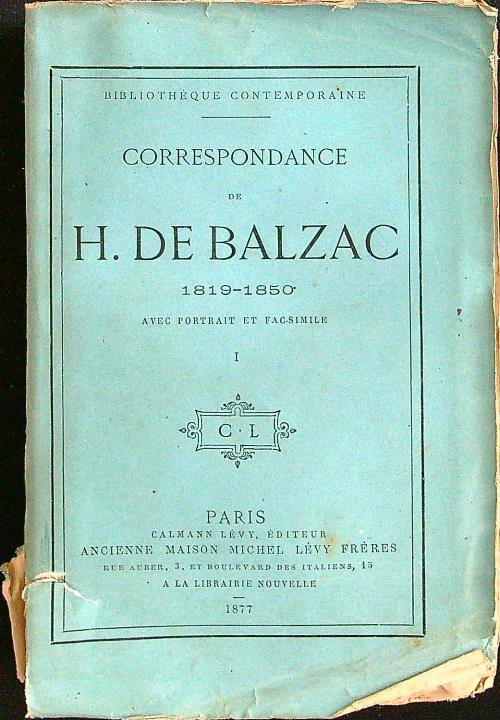 BIBLIOTHÈQUE CONTEMPORAINE
CORRESPONDANCE
DE
H. DE BALZAC
1819-1850
AVEC PORTRAIT ET FAC-SIMILE
I
C · L
PARIS
CALMANN LÉVY, ÉDITEUR
ANCIENNE MAISON MICHEL LÉVY FRÈRES
RUE AUBER, 3, ET BOULEVARD DES ITALIENS, 15
A LA LIBRAIRIE NOUVELLE
1877